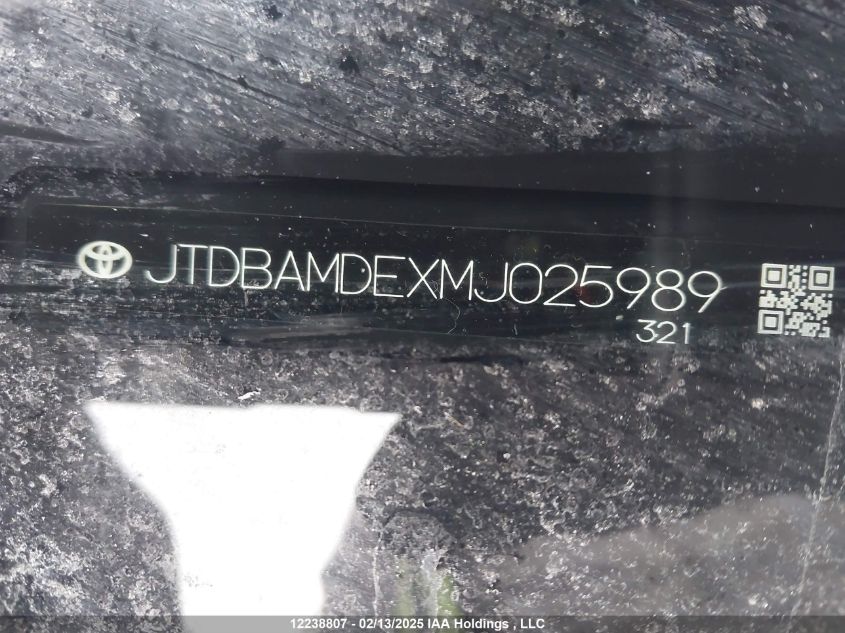 JTDBAMDEXMJ025989
321
12238807 - 02/13/2025 IAA Holdings , LLC